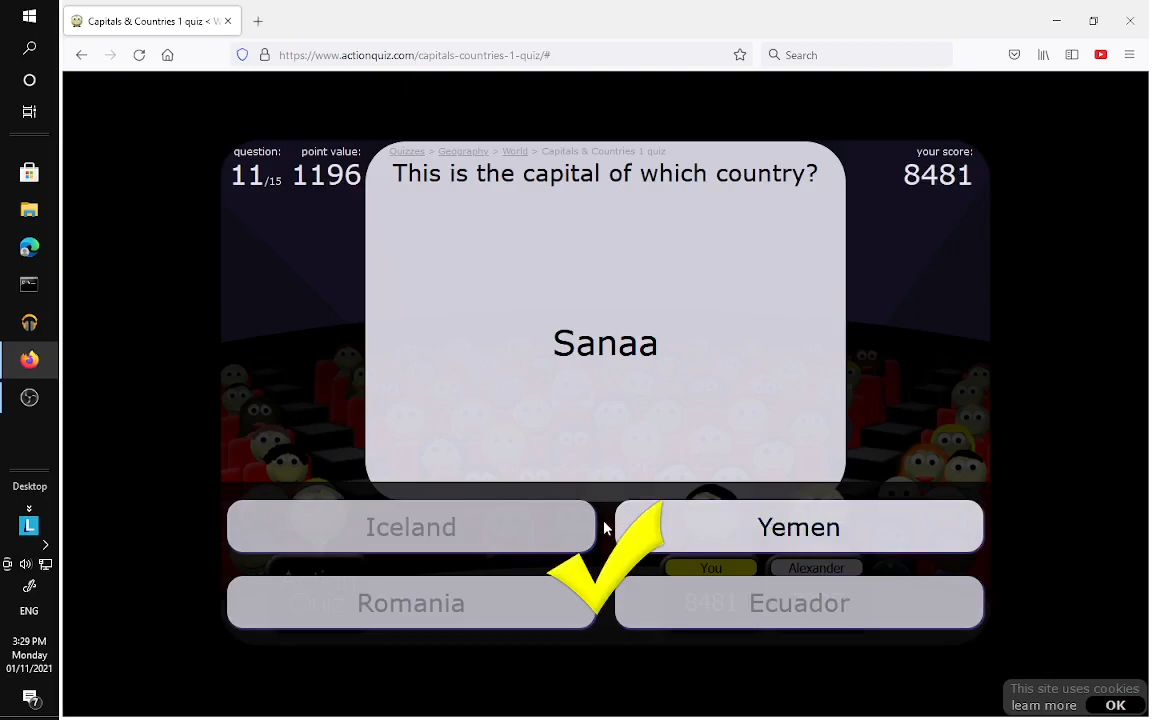 Capitals & Countries 1 quiz < W
https://www.actionquiz.com/capitals-countries-1-quiz/#
Search
question:
point value:
Quizzes > Geography > World > Capitals & Countries 1 quiz
your score:
11/15
1196
This is the capital of which country?
8481
Sanaa
Iceland
Yemen
You
Alexander
Romania
8481
Ecuador
Desktop
L
ENG
3:29 PM
Monday
01/11/2021
7
This site uses cookies
learn more
OK